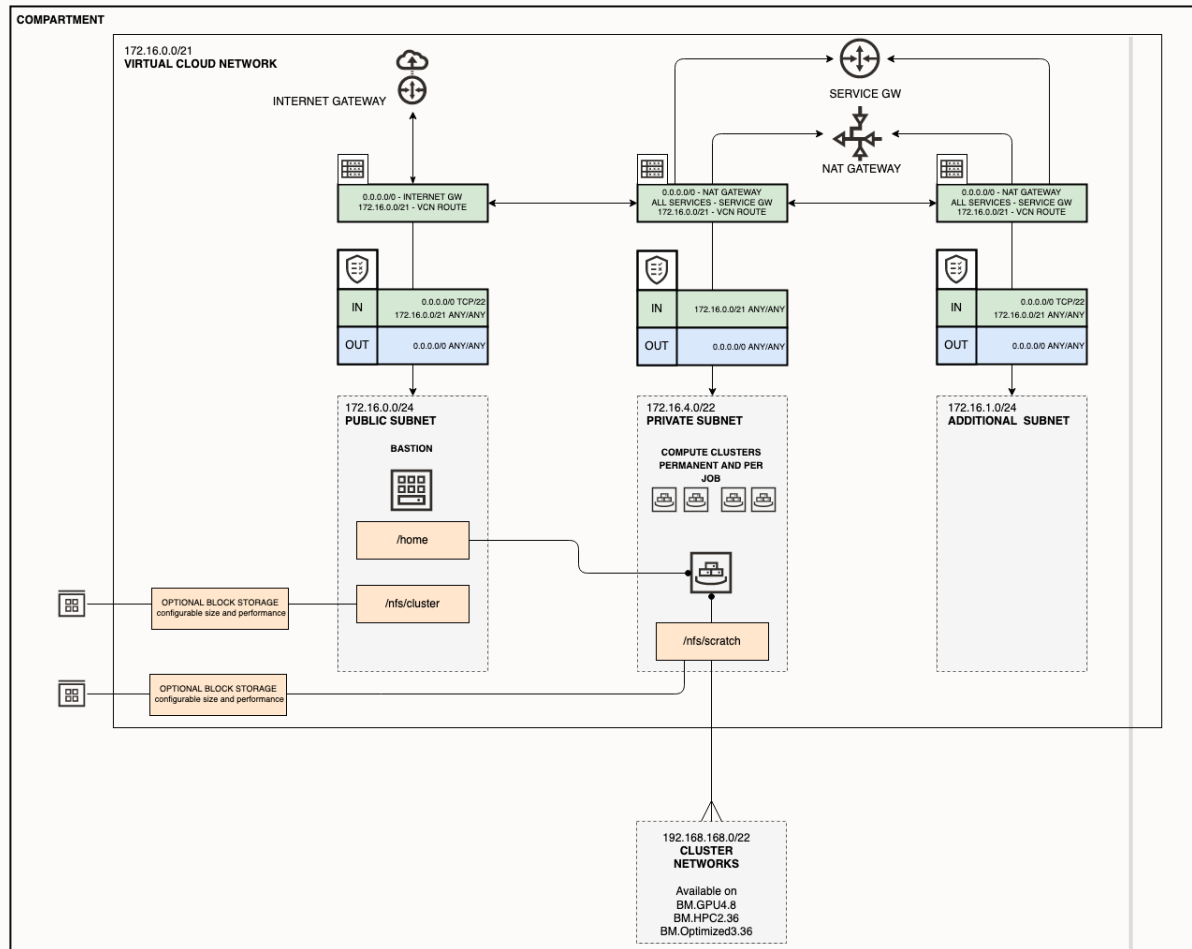 COMPARTMENT
172.16.0.0/21
VIRTUAL CLOUD NETWORK
INTERNET GATEWAY
SERVICE GW
NAT GATEWAY
0.0.0.0/0 - INTERNET GW
172.16.0.0/21 - VCN ROUTE
0.0.0.0/0 - NAT GATEWAY
ALL SERVICES - SERVICE GW
172.16.0.0/21 - VCN ROUTE
0.0.0.0/0 - NAT GATEWAY
ALL SERVICES - SERVICE GW
172.16.0.0/21 - VCN ROUTE
IN
0.0.0.0/0 TCP/22
172.16.0.0/21 ANY/ANY
OUT
0.0.0.0/0 ANY/ANY
IN
172.16.0.0/21 ANY/ANY
OUT
0.0.0.0/0 ANY/ANY
IN
0.0.0.0/0 TCP/22
172.16.0.0/21 ANY/ANY
OUT
0.0.0.0/0 ANY/ANY
172.16.0.0/24
PUBLIC SUBNET
BASTION
/home
/nfs/cluster
172.16.4.0/22
PRIVATE SUBNET
COMPUTE CLUSTERS
PERMANENT AND PER
JOB
/nfs/scratch
172.16.1.0/24
ADDITIONAL SUBNET
OPTIONAL BLOCK STORAGE
configurable size and performance
OPTIONAL BLOCK STORAGE
configurable size and performance
192.168.168.0/22
CLUSTER
NETWORKS
Available on
BM.GPU4.8
BM.HPC2.36
BM.Optimized3.36